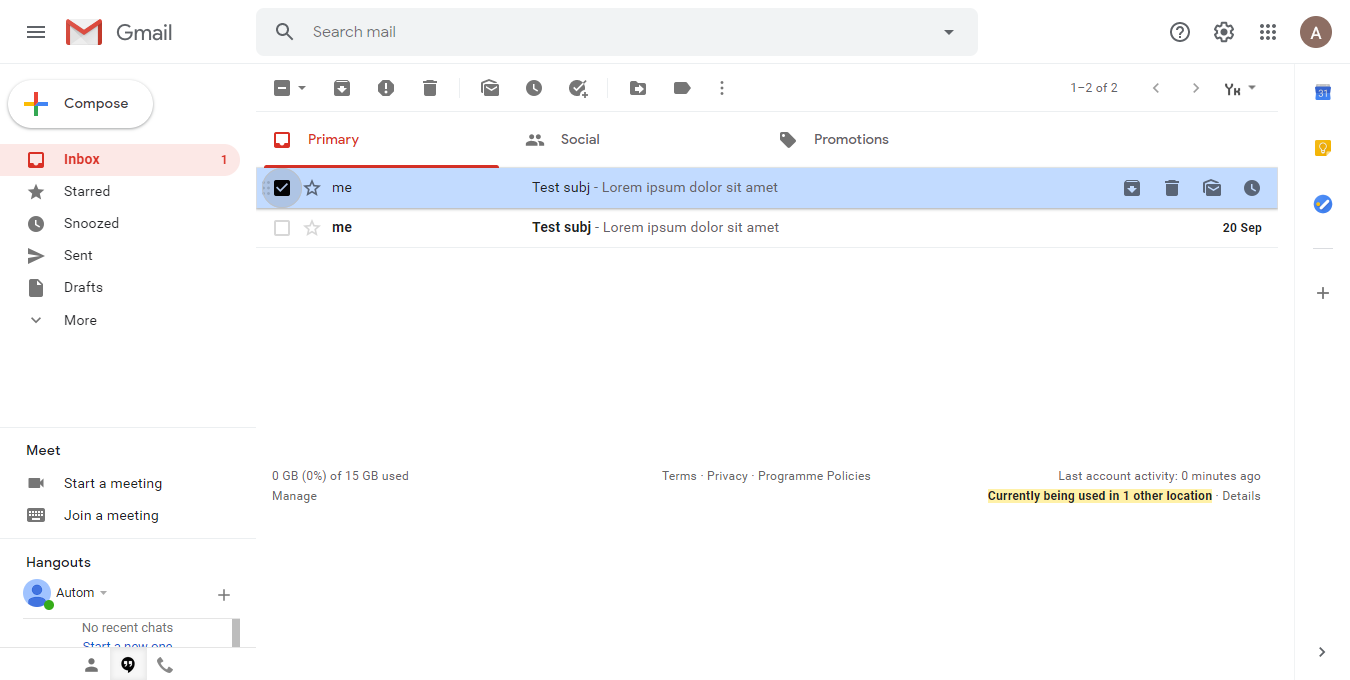 Gmail
Search mail
A
Compose
1–2 of 2
Үн
31
Primary
Social
Promotions
Inbox 1
Starred
Snoozed
Sent
Drafts
More
me Test subj - Lorem ipsum dolor sit amet
me Test subj - Lorem ipsum dolor sit amet 20 Sep
Meet
Start a meeting
Join a meeting
Hangouts
Autom
No recent chats
Start a new one
0 GB (0%) of 15 GB used
Manage
Terms · Privacy · Programme Policies
Last account activity: 0 minutes ago
Currently being used in 1 other location · Details